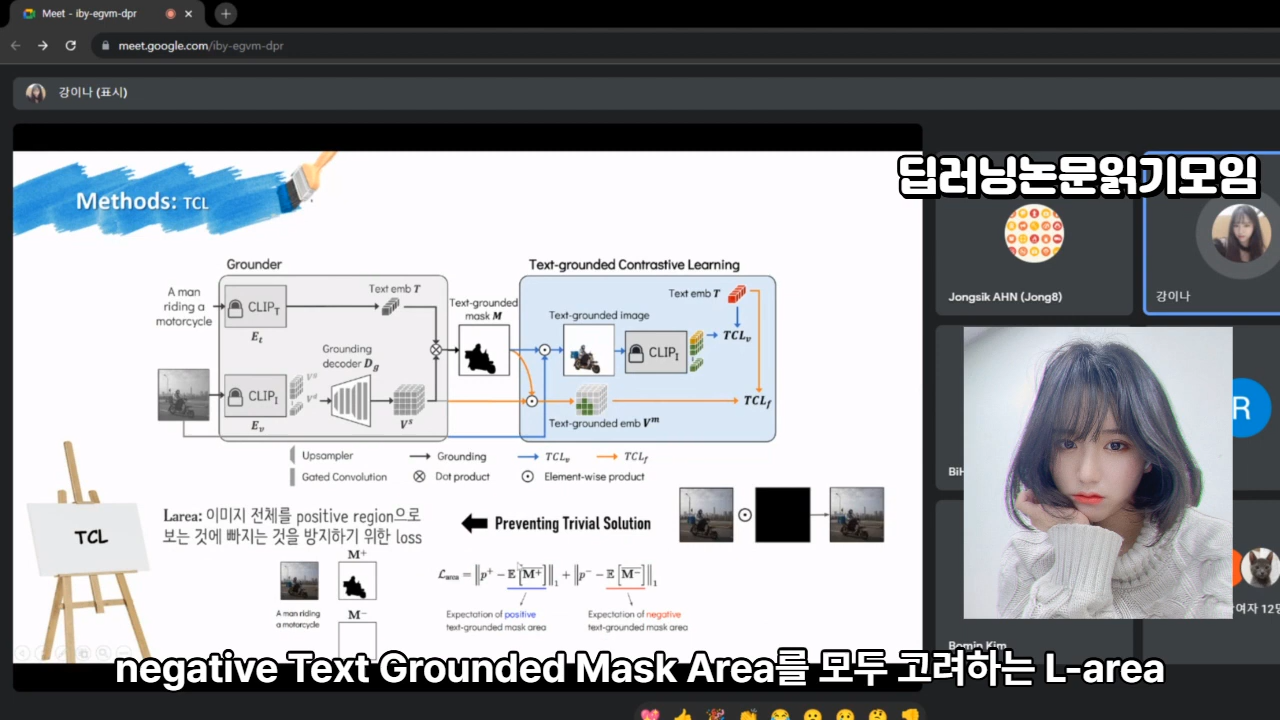 Meet - iby-egvm-dpr
meet.google.com/iby-egvm-dpr
강이나 (표시)
딥러닝논문읽기모임
Methods: TCL
Grounder
Text-grounded Contrastive Learning
A man
riding a
motorcycle
CLIP_T
E_t
Text emb T
Text-grounded
mask M
Grounding
decoder D_g
CLIP_I
E_v
V^s
Text emb T
Text-grounded image
CLIP_I
TCL_v
TCL_f
Text-grounded emb V^m
Upsampler
Grounding
TCL_v
TCL_f
Gated Convolution
Dot product
Element-wise product
TCL
Larea: 이미지 전체를 positive region으로
보는 것에 빠지는 것을 방지하기 위한 loss
Preventing Trivial Solution
M+
A man riding
a motorcycle
M−
L_area = ‖p+ − E[M+]‖_1 + ‖p− − E[M−]‖_1
Expectation of positive
text-grounded mask area
Expectation of negative
text-grounded mask area
Jongsik AHN (Jong8)
강이나
R
Bomin Kim
negative Text Grounded Mask Area를 모두 고려하는 L-area